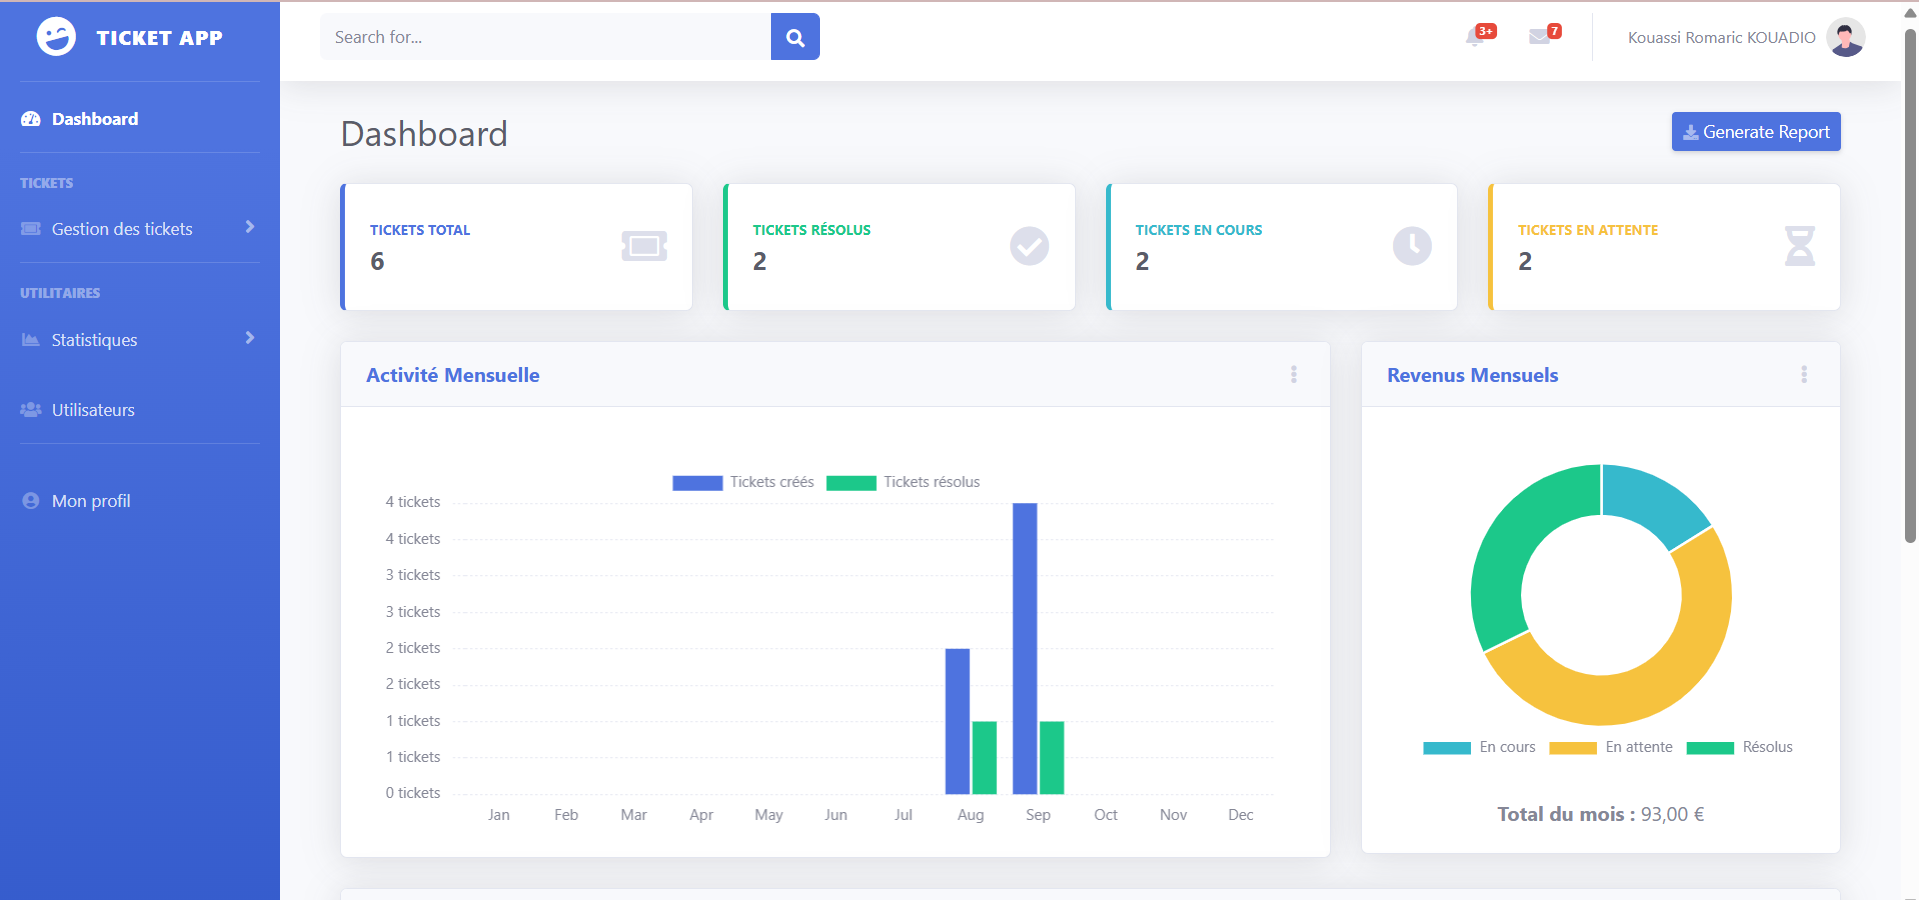 TICKET APP
Search for...
3+
7
Kouassi Romaric KOUADIO
Dashboard
TICKETS
Gestion des tickets
UTILITAIRES
Statistiques
Utilisateurs
Mon profil
Dashboard
Generate Report
TICKETS TOTAL
6
TICKETS RÉSOLUS
2
TICKETS EN COURS
2
TICKETS EN ATTENTE
2
Activité Mensuelle
Tickets créés
Tickets résolus
4 tickets
4 tickets
3 tickets
3 tickets
2 tickets
2 tickets
1 tickets
1 tickets
0 tickets
Jan Feb Mar Apr May Jun Jul Aug Sep Oct Nov Dec
Revenus Mensuels
En cours
En attente
Résolus
Total du mois : 93,00 €